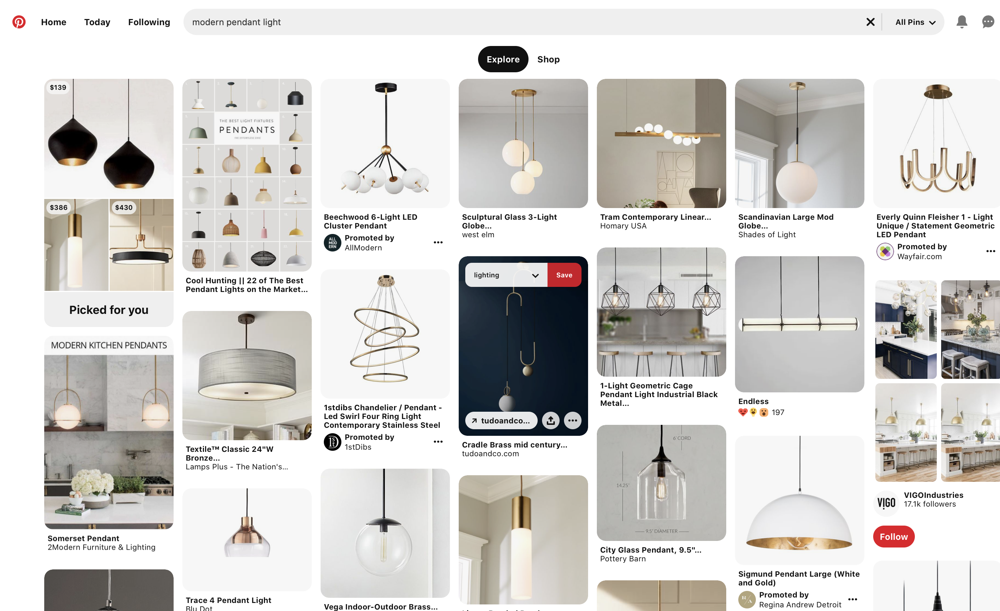 Home
Today
Following
modern pendant light
All Pins
Explore
Shop
$139
$386
$430
Picked for you
MODERN KITCHEN PENDANTS
Somerset Pendant
2Modern Furniture & Lighting
THE BEST LIGHT FIXTURES
PENDANTS
THE EFFORTLESS CHIC
Cool Hunting || 22 of The Best
Pendant Lights on the Market...
Textile™ Classic 24"W
Bronze...
Lamps Plus - The Nation's...
Trace 4 Pendant Light
Blu Dot
Beechwood 6-Light LED
Cluster Pendant
ALL
MOD
ERN
Promoted by
AllModern
1stdibs Chandelier / Pendant -
Led Swirl Four Ring Light
Contemporary Stainless Steel
1st
Promoted by
1stDibs
Vega Indoor-Outdoor Brass...
Sculptural Glass 3-Light
Globe...
west elm
lighting
Save
tudoandco...
Cradle Brass mid century...
tudoandco.com
Tram Contemporary Linear...
Homary USA
1-Light Geometric Cage
Pendant Light Industrial Black
Metal...
6' CORD
14.25"
9.5" DIAMETER
City Glass Pendant, 9.5"...
Pottery Barn
Scandinavian Large Mod
Globe...
Shades of Light
Endless
197
Sigmund Pendant Large (White
and Gold)
R/A
Promoted by
Regina Andrew Detroit
Everly Quinn Fleisher 1 - Light
Unique / Statement Geometric
LED Pendant
Promoted by
Wayfair.com
VIGO
VIGOIndustries
17.1k followers
Follow